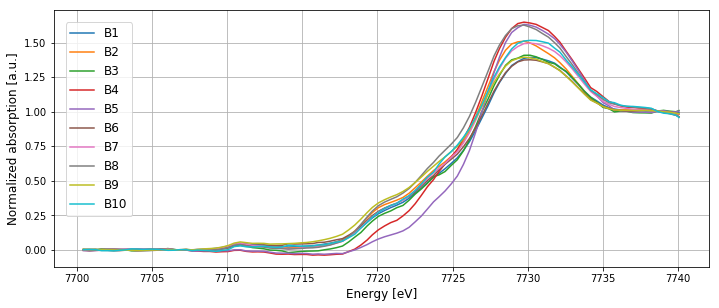 1.50
1.25
1.00
0.75
0.50
0.25
0.00
Normalized absorption [a.u.]
B1
B2
B3
B4
B5
B6
B7
B8
B9
B10
7700 7705 7710 7715 7720 7725 7730 7735 7740
Energy [eV]